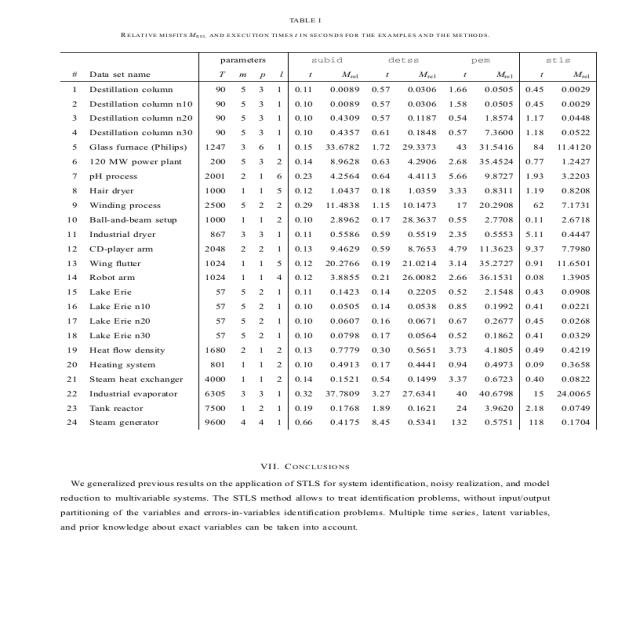 TABLE I
RELATIVE MISFITS M_rel, AND EXECUTION TIMES t IN SECONDS FOR THE EXAMPLES AND THE METHODS.
parameters subid detss pem stls
# Data set name T m p l t M_rel t M_rel t M_rel t M_rel
1 Destillation column 90 5 3 1 0.11 0.0089 0.57 0.0306 1.66 0.0505 0.45 0.0029
2 Destillation column n10 90 5 3 1 0.10 0.0089 0.57 0.0306 1.58 0.0505 0.45 0.0029
3 Destillation column n20 90 5 3 1 0.10 0.4309 0.57 0.1187 0.54 1.8574 1.17 0.0448
4 Destillation column n30 90 5 3 1 0.10 0.4357 0.61 0.1848 0.57 7.3600 1.18 0.0522
5 Glass furnace (Philips) 1247 3 6 1 0.15 33.6782 1.72 29.3373 43 31.5416 84 11.4120
6 120 MW power plant 200 5 3 2 0.14 8.9628 0.63 4.2906 2.68 35.4524 0.77 1.2427
7 pH process 2001 2 1 6 0.23 4.2564 0.64 4.4113 5.66 9.8727 1.93 3.2203
8 Hair dryer 1000 1 1 5 0.12 1.0437 0.18 1.0359 3.33 0.8311 1.19 0.8208
9 Winding process 2500 5 2 2 0.29 11.4838 1.15 10.1473 17 20.2908 62 7.1731
10 Ball-and-beam setup 1000 1 1 2 0.10 2.8962 0.17 28.3637 0.55 2.7708 0.11 2.6718
11 Industrial dryer 867 3 3 1 0.11 0.5586 0.59 0.5519 2.35 0.5553 5.11 0.4447
12 CD-player arm 2048 2 2 1 0.13 9.4629 0.59 8.7653 4.79 11.3623 9.37 7.7980
13 Wing flutter 1024 1 1 5 0.12 20.2766 0.19 21.0214 3.14 35.2727 0.91 11.6501
14 Robot arm 1024 1 1 4 0.12 3.8855 0.21 26.0082 2.66 36.1531 0.08 1.3905
15 Lake Erie 57 5 2 1 0.11 0.1423 0.14 0.2205 0.52 2.1548 0.43 0.0908
16 Lake Erie n10 57 5 2 1 0.10 0.0505 0.14 0.0538 0.85 0.1992 0.41 0.0221
17 Lake Erie n20 57 5 2 1 0.10 0.0607 0.16 0.0671 0.67 0.2677 0.45 0.0268
18 Lake Erie n30 57 5 2 1 0.10 0.0798 0.17 0.0564 0.52 0.1862 0.41 0.0329
19 Heat flow density 1680 2 1 2 0.13 0.7779 0.30 0.5651 3.73 4.1805 0.49 0.4219
20 Heating system 801 1 1 2 0.10 0.4913 0.17 0.4441 0.94 0.4973 0.09 0.3658
21 Steam heat exchanger 4000 1 1 2 0.14 0.1521 0.54 0.1499 3.37 0.6723 0.40 0.0822
22 Industrial evaporator 6305 3 3 1 0.32 37.7809 3.27 27.6341 40 40.6798 15 24.0065
23 Tank reactor 7500 1 2 1 0.19 0.1768 1.89 0.1621 24 3.9620 2.18 0.0749
24 Steam generator 9600 4 4 1 0.66 0.4175 8.45 0.5341 132 0.5751 118 0.1704
VII. CONCLUSIONS
We generalized previous results on the application of STLS for system identification, noisy realization, and model
reduction to multivariable systems. The STLS method allows to treat identification problems, without input/output
partitioning of the variables and errors-in-variables identification problems. Multiple time series, latent variables,
and prior knowledge about exact variables can be taken into account.